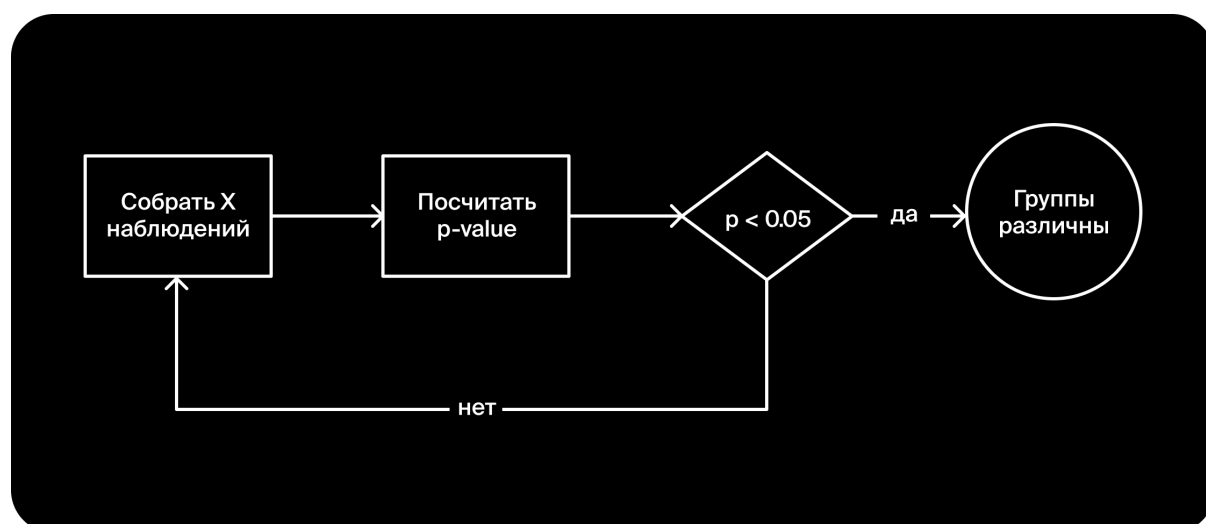 Собрать X
наблюдений
Посчитать
p-value
p < 0.05
да
Группы
различны
нет